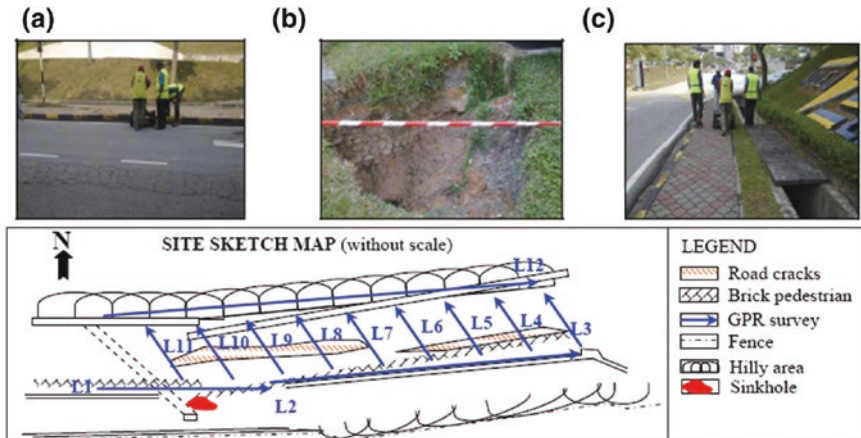 (a)
(b)
(c)
N
SITE SKETCH MAP (without scale)
L12
L11
L10
L9
L8
L7
L6
L5
L4
L3
L1
L2
LEGEND
Road cracks
Brick pedestrian
GPR survey
Fence
Hilly area
Sinkhole